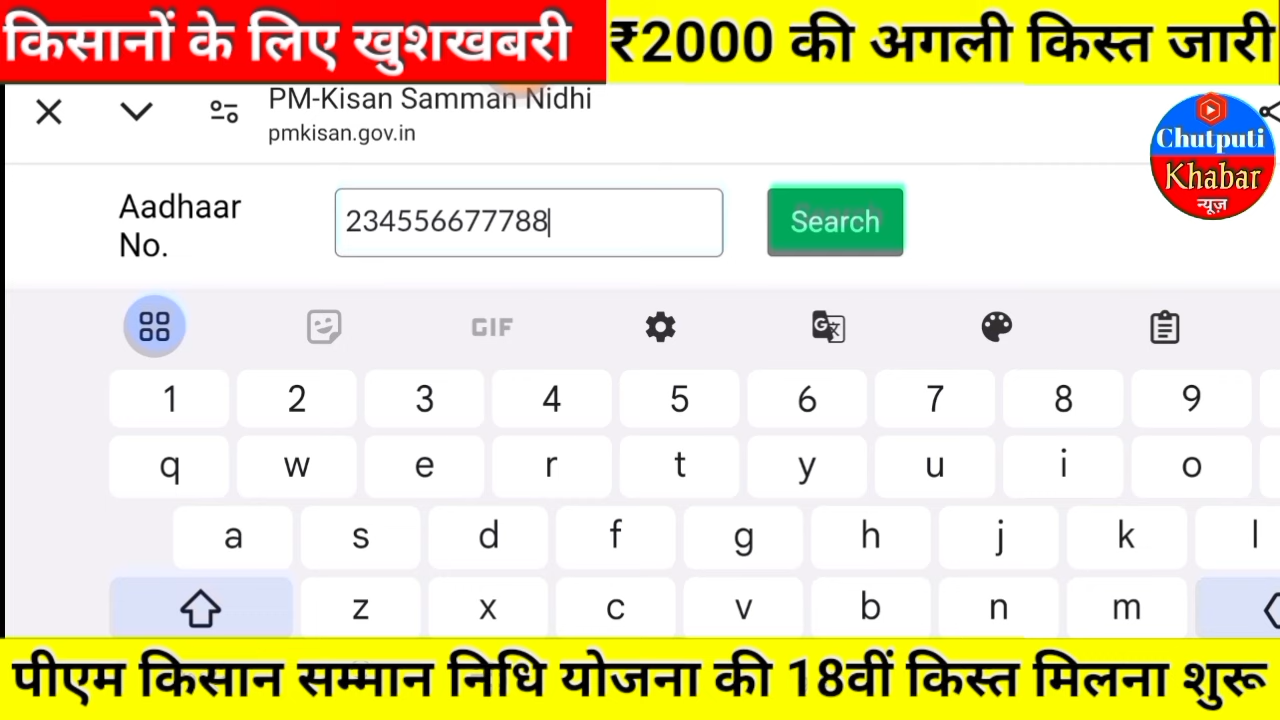 किसानों के लिए खुशखबरी ₹2000 की अगली किस्त जारी
PM-Kisan Samman Nidhi
pmkisan.gov.in
Chutputi
Khabar
न्यूज़
Aadhaar
No.
234556677788
Search
GIF
1 2 3 4 5 6 7 8 9
q w e r t y u i o
a s d f g h j k l
z x c v b n m
पीएम किसान सम्मान निधि योजना की 18वीं किस्त मिलना शुरू